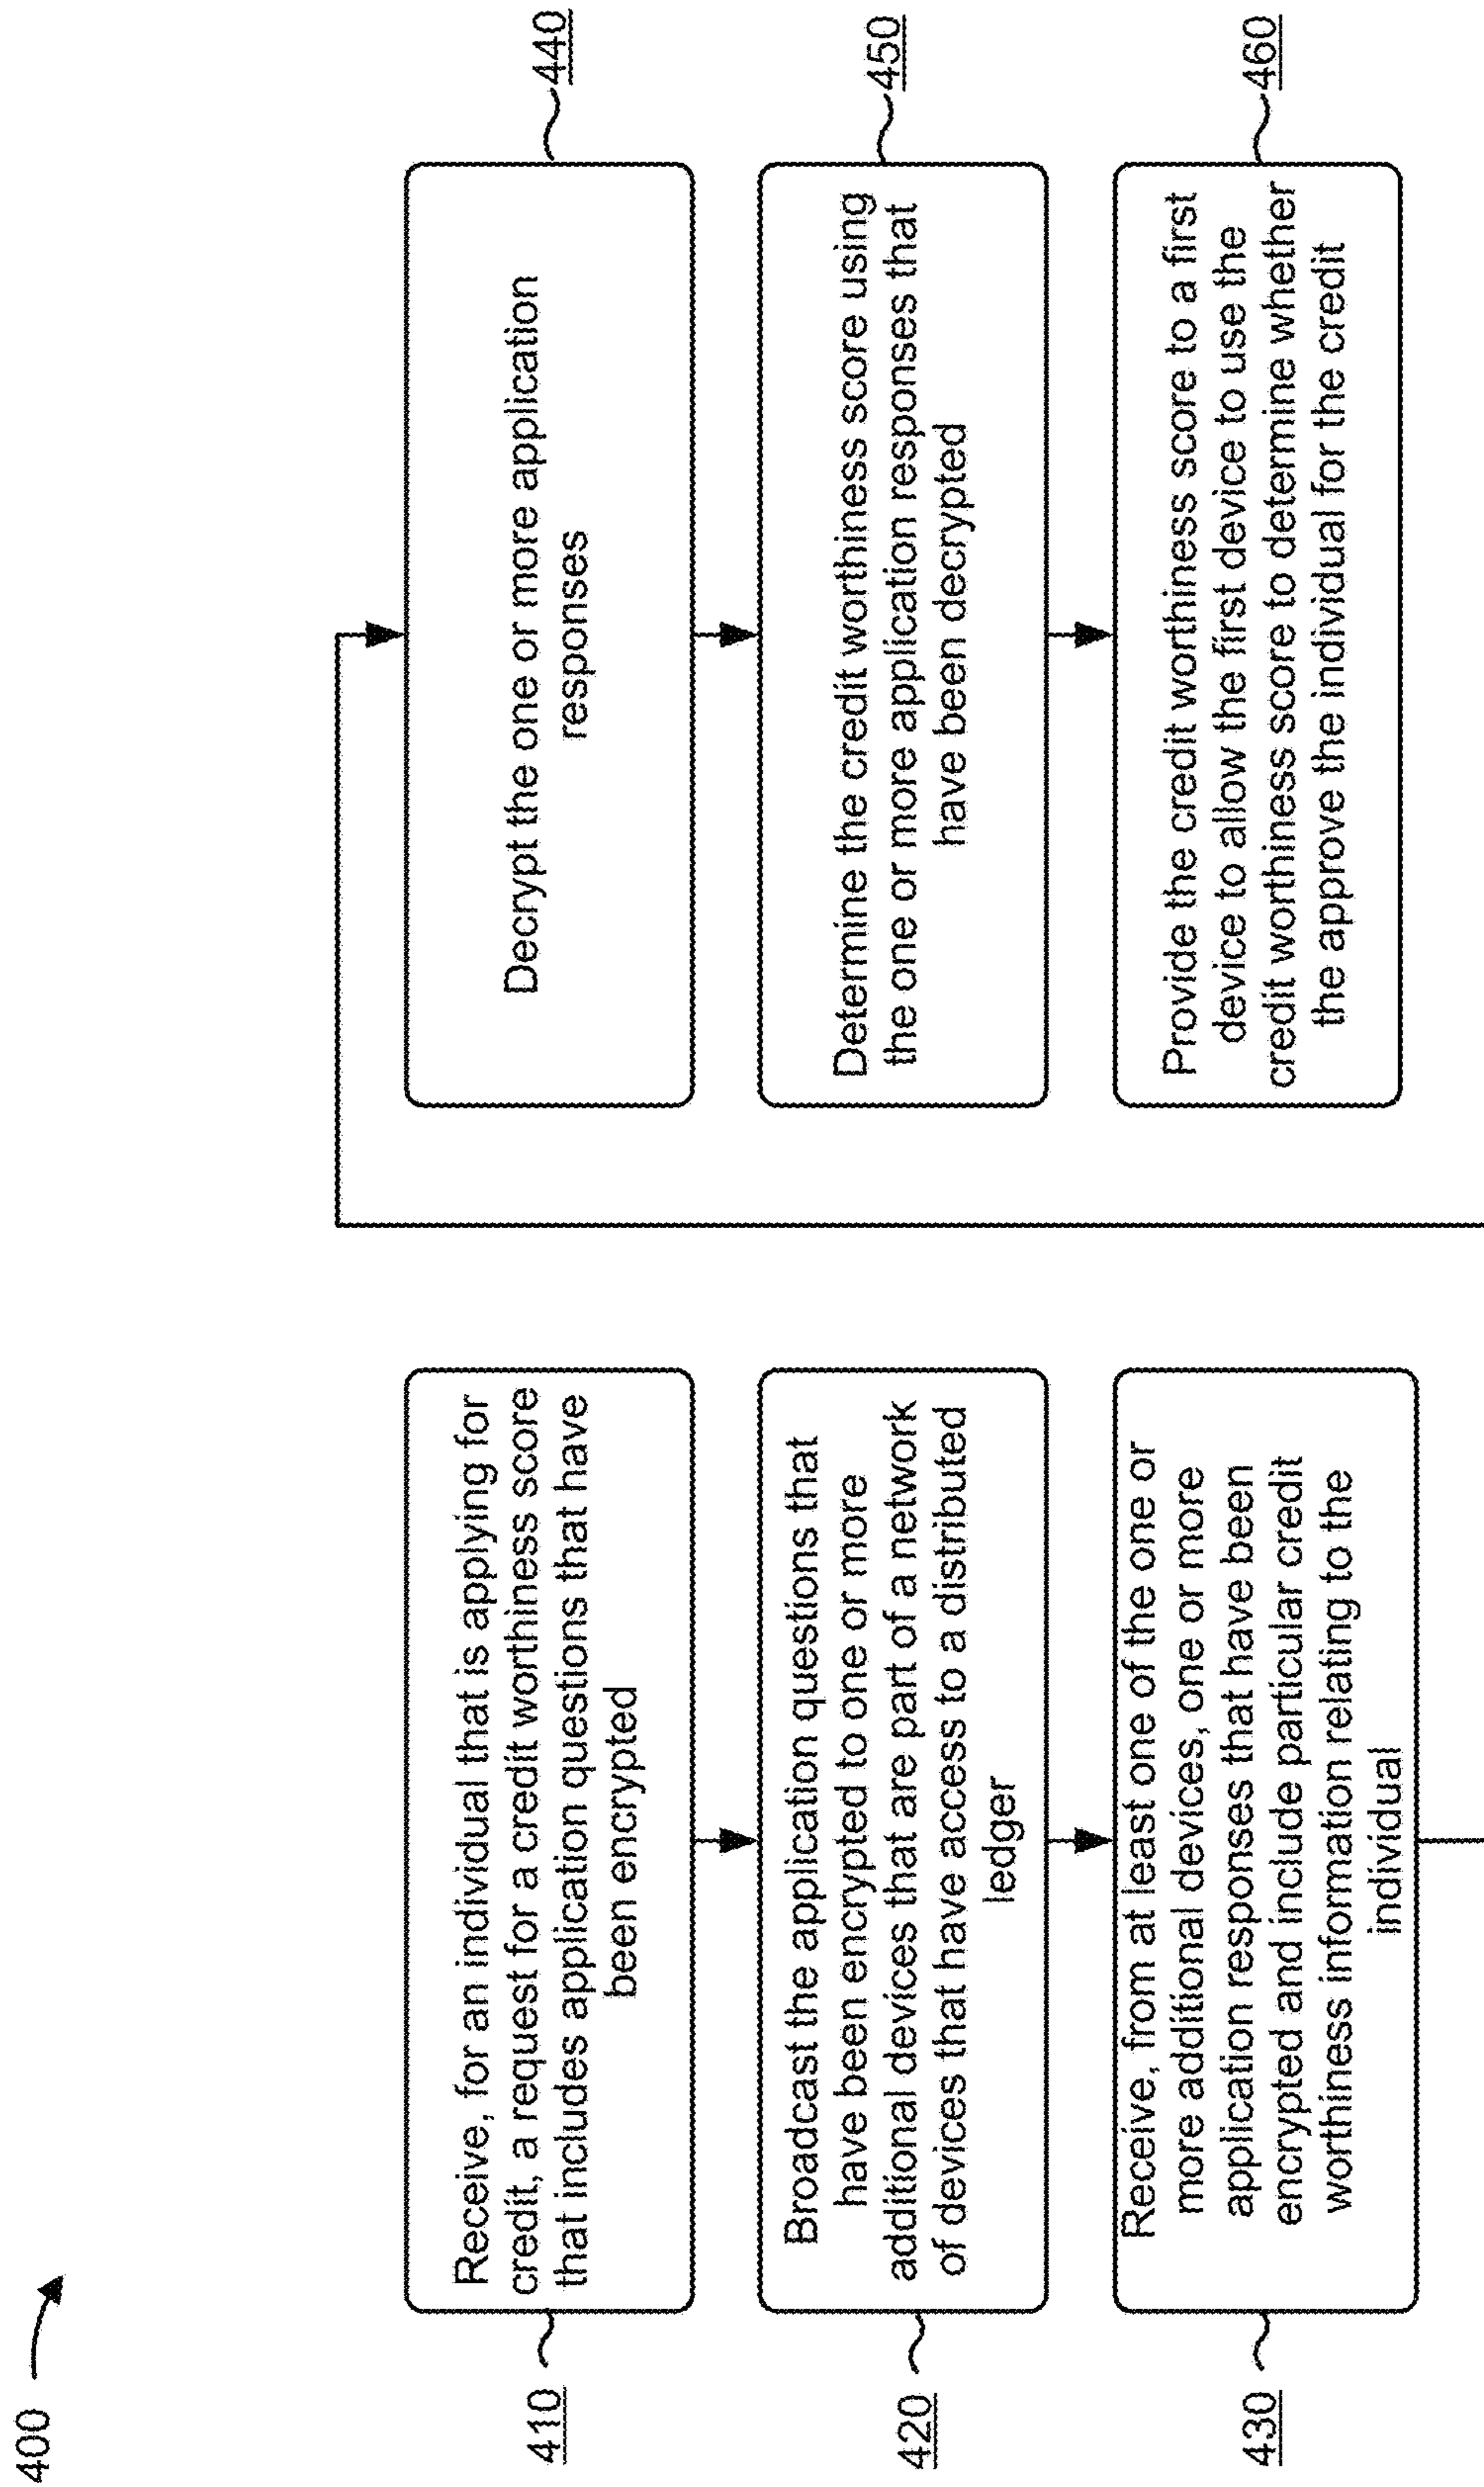 400
410
Receive, for an individual that is applying for
credit, a request for a credit worthiness score
that includes application questions that have
been encrypted
420
Broadcast the application questions that
have been encrypted to one or more
additional devices that are part of a network
of devices that have access to a distributed
ledger
430
Receive, from at least one of the one or
more additional devices, one or more
application responses that have been
encrypted and include particular credit
worthiness information relating to the
individual
440
Decrypt the one or more application
responses
450
Determine the credit worthiness score using
the one or more application responses that
have been decrypted
460
Provide the credit worthiness score to a first
device to allow the first device to use the
credit worthiness score to determine whether
the approve the individual for the credit